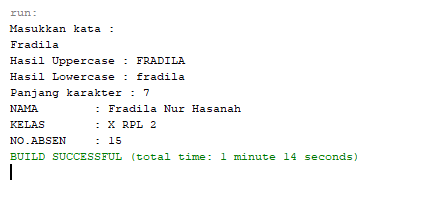 run:
Masukkan kata :
Fradila
Hasil Uppercase : FRADILA
Hasil Lowercase : fradila
Panjang karakter : 7
NAMA        : Fradila Nur Hasanah
KELAS       : X RPL 2
NO.ABSEN    : 15
BUILD SUCCESSFUL (total time: 1 minute 14 seconds)